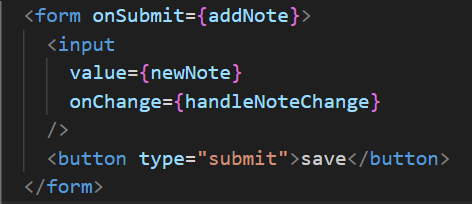 <form onSubmit={addNote}>
<input
value={newNote}
onChange={handleNoteChange}
/>
<button type="submit">save</button>
</form>